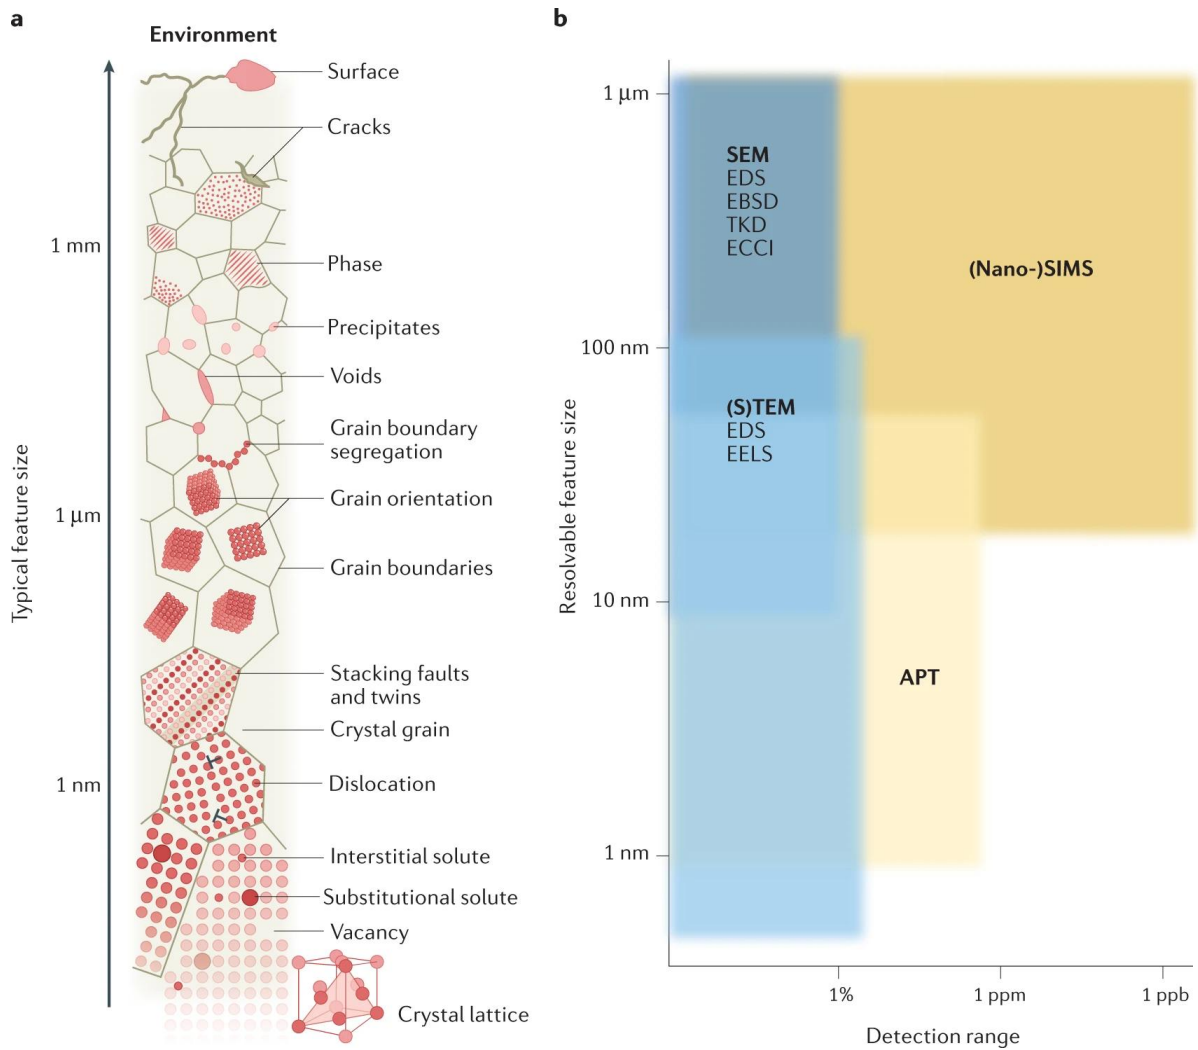 a
Environment
Surface
Cracks
1 mm
Phase
Precipitates
Voids
Grain boundary
segregation
Grain orientation
1 μm
Grain boundaries
Typical feature size
Stacking faults
and twins
Crystal grain
1 nm
Dislocation
Interstitial solute
Substitutional solute
Vacancy
Crystal lattice
b
1 μm
SEM
EDS
EBSD
TKD
ECCI
(Nano-)SIMS
100 nm
(S)TEM
EDS
EELS
Resolvable feature size
10 nm
APT
1 nm
1%
1 ppm
1 ppb
Detection range